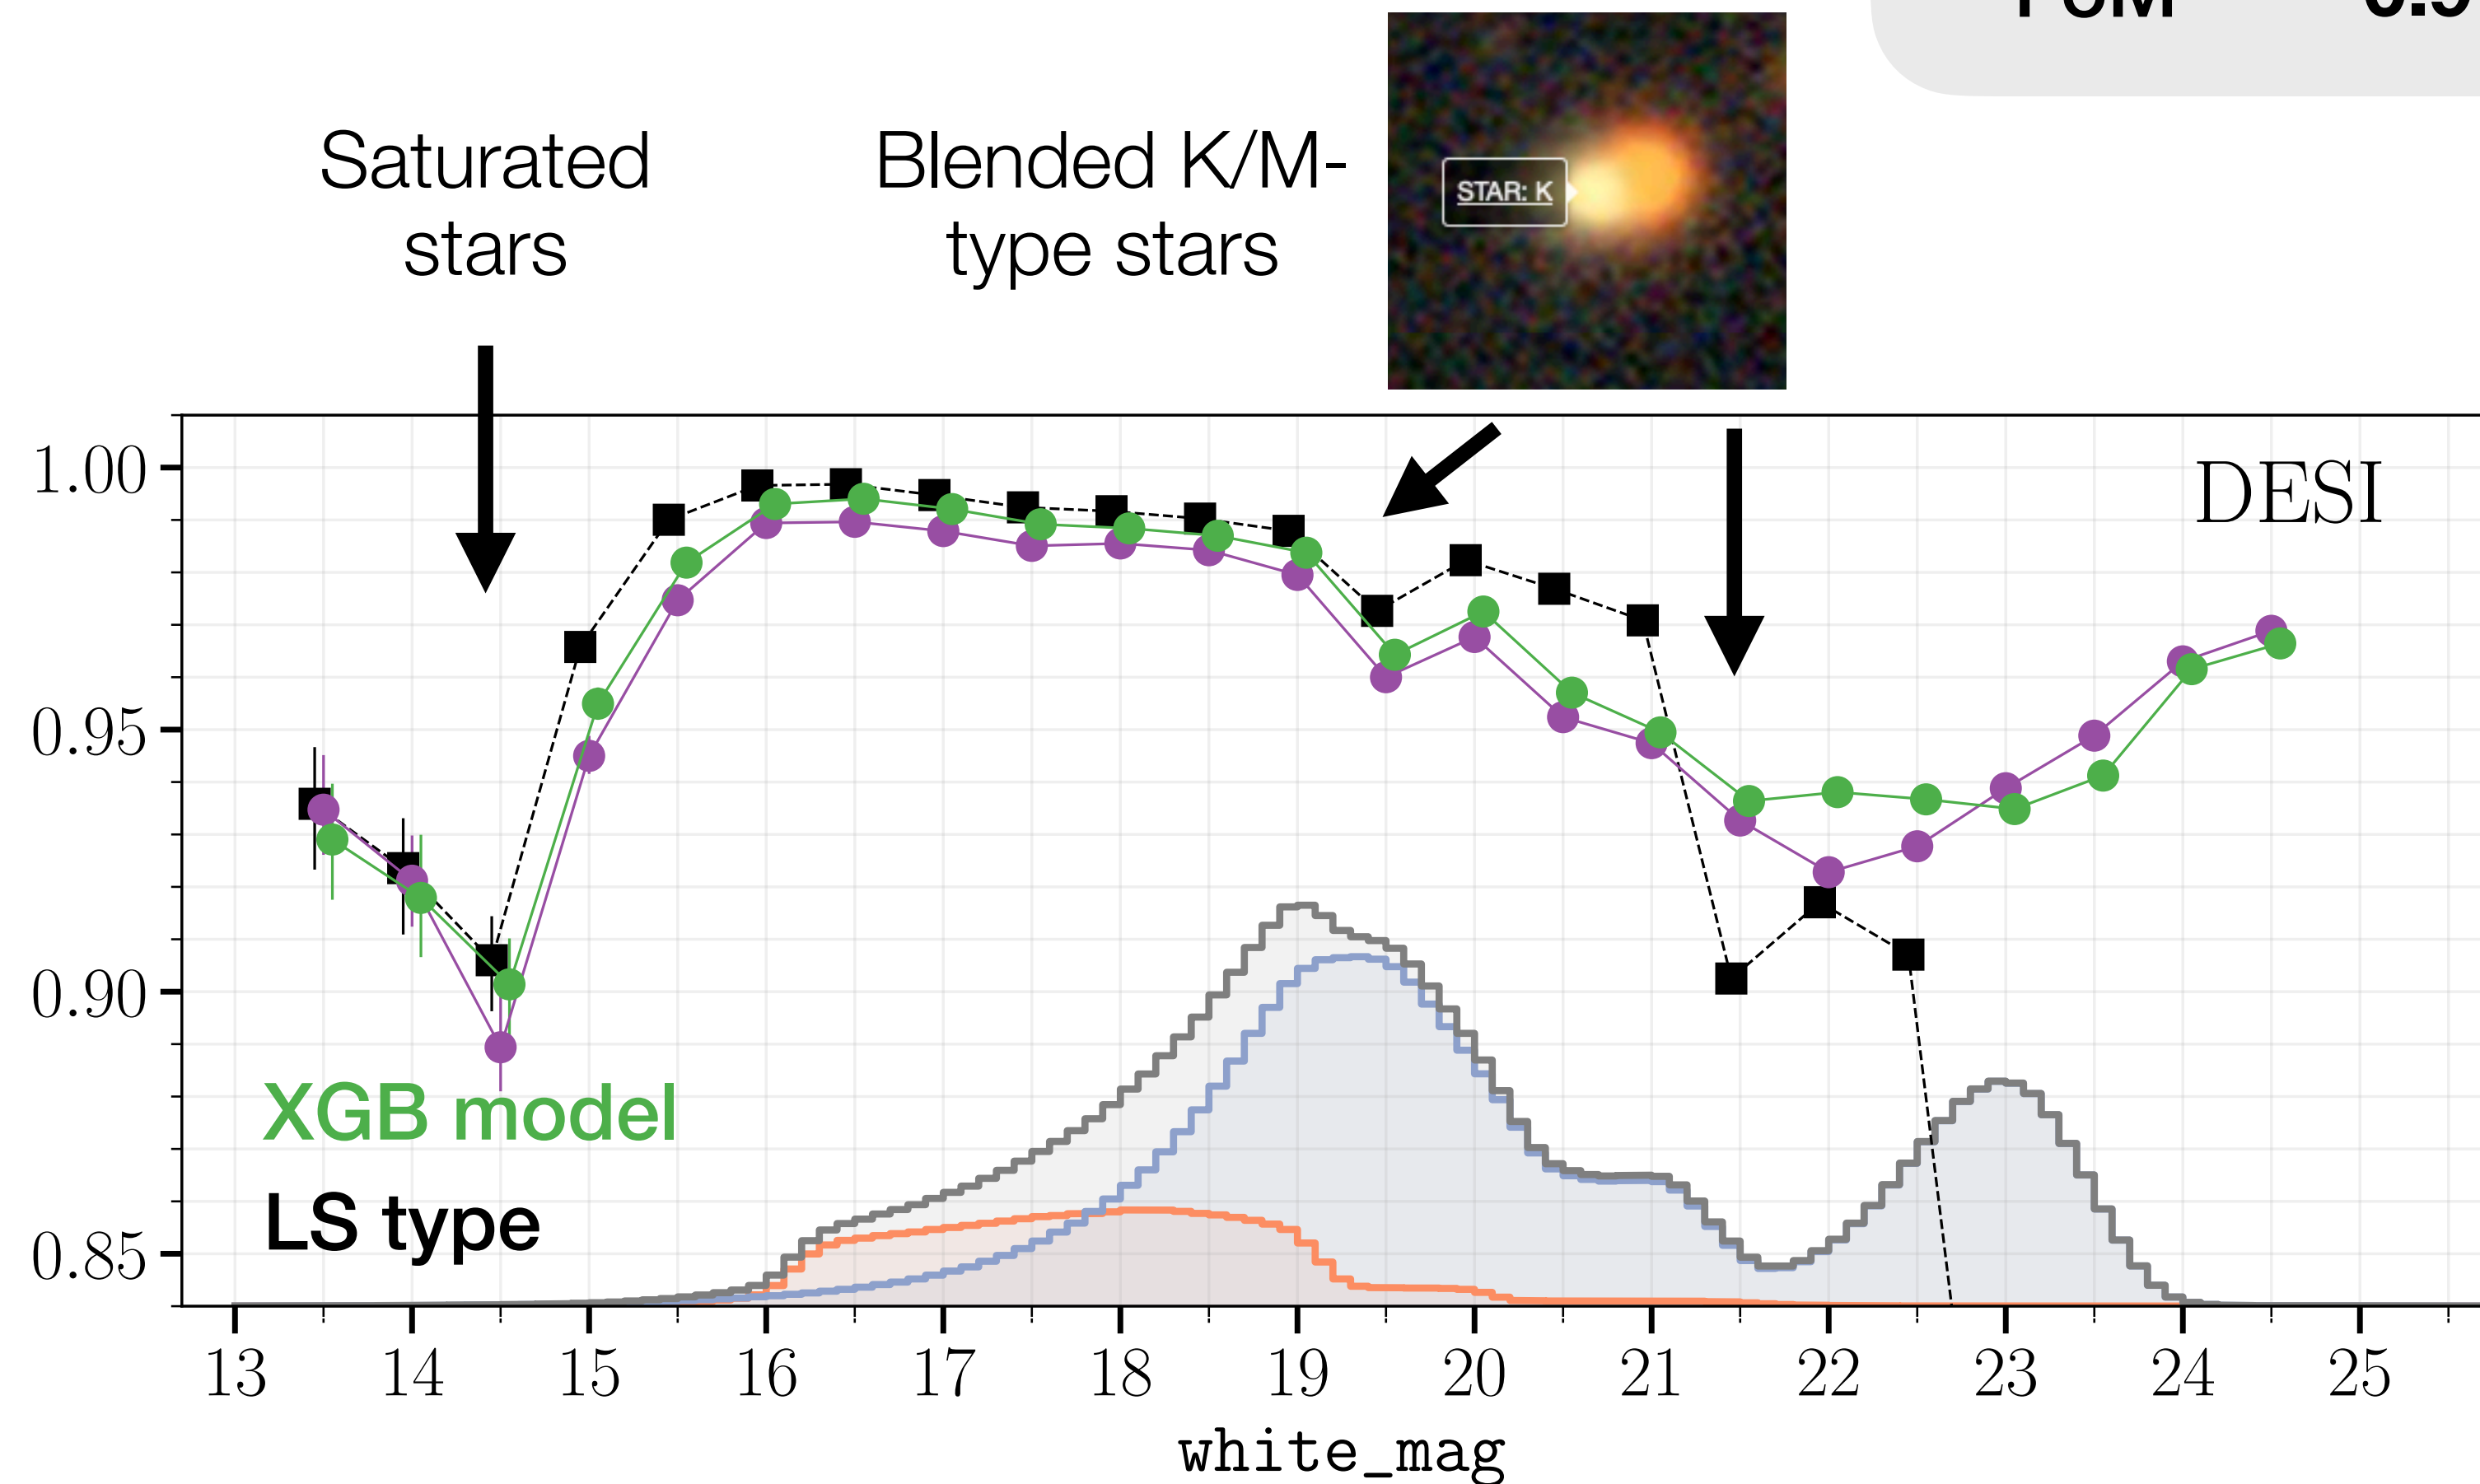 Saturated
stars
Blended K/M-
type stars
STAR: K
DESI
1.00
0.95
0.90
0.85
XGB model
LS type
13 14 15 16 17 18 19 20 21 22 23 24 25
white_mag